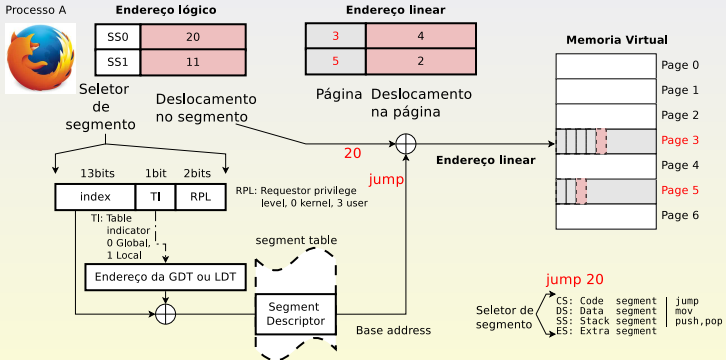 Processo A
Endereço lógico
Endereço linear
SS0 20
SS1 11
3 4
5 2
Seletor
de
segmento
Deslocamento
no segmento
Página
Deslocamento
na página
Memoria Virtual
Page 0
Page 1
Page 2
Page 3
Page 4
Page 5
Page 6
20
jump
Endereço linear
13bits 1bit 2bits
index TI RPL
RPL: Requestor privilege
level, 0 kernel, 3 user
TI: Table
indicator
0 Global,
1 Local
Endereço da GDT ou LDT
segment table
Segment
Descriptor
Base address
jump 20
Seletor de
segmento
CS: Code segment jump
DS: Data segment mov
SS: Stack segment push,pop
ES: Extra segment